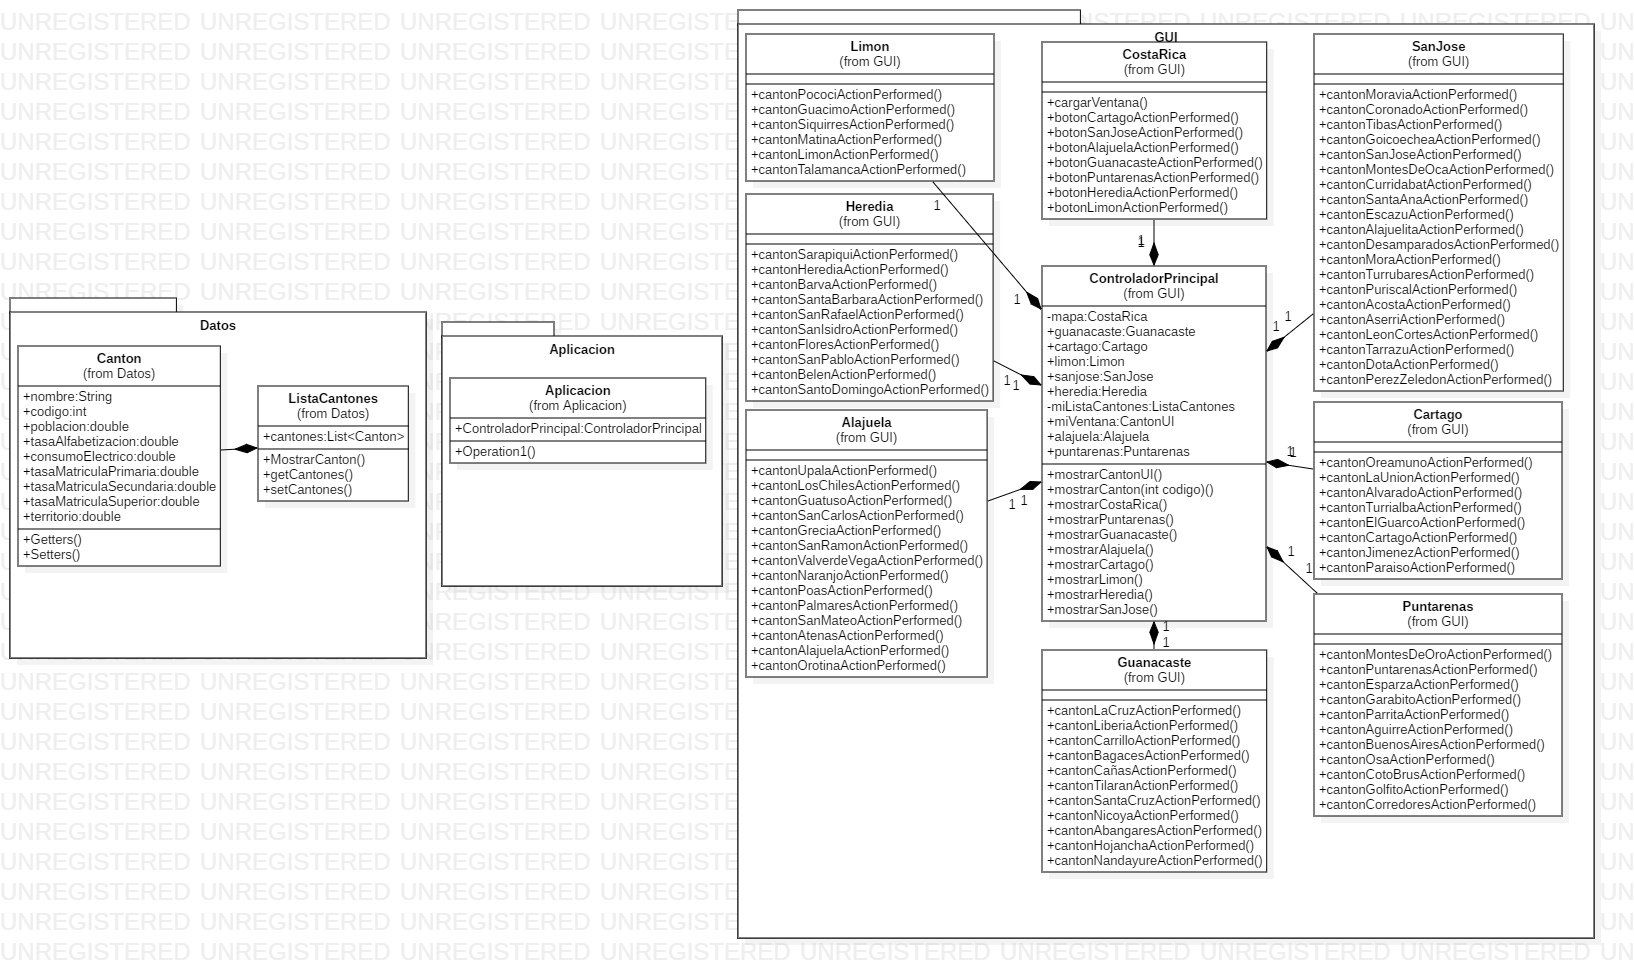 Datos
Canton
(from Datos)
+nombre:String
+codigo:int
+poblacion:double
+tasaAlfabetizacion:double
+consumoElectrico:double
+tasaMatriculaPrimaria:double
+tasaMatriculaSecundaria:double
+tasaMatriculaSuperior:double
+territorio:double
+Getters()
+Setters()
ListaCantones
(from Datos)
+cantones:List<Canton>
+MostrarCanton()
+getCantones()
+setCantones()
Aplicacion
Aplicacion
(from Aplicacion)
+ControladorPrincipal:ControladorPrincipal
+Operation1()
GUI
Limon
(from GUI)
+cantonPocociActionPerformed()
+cantonGuacimoActionPerformed()
+cantonSiquirresActionPerformed()
+cantonMatinaActionPerformed()
+cantonLimonActionPerformed()
+cantonTalamancaActionPerformed()
1
1
Heredia
(from GUI)
+cantonSarapiquiActionPerformed()
+cantonHerediaActionPerformed()
+cantonBarvaActionPerformed()
+cantonSantaBarbaraActionPerformed()
+cantonSanRafaelActionPerformed()
+cantonSanIsidroActionPerformed()
+cantonFloresActionPerformed()
+cantonSanPabloActionPerformed()
+cantonBelenActionPerformed()
+cantonSantoDomingoActionPerformed()
1
1
Alajuela
(from GUI)
+cantonUpalaActionPerformed()
+cantonLosChilesActionPerformed()
+cantonGuatusoActionPerformed()
+cantonSanCarlosActionPerformed()
+cantonGreciaActionPerformed()
+cantonSanRamonActionPerformed()
+cantonValverdeVegaActionPerformed()
+cantonNaranjoActionPerformed()
+cantonPoasActionPerformed()
+cantonPalmaresActionPerformed()
+cantonSanMateoActionPerformed()
+cantonAtenasActionPerformed()
+cantonAlajuelaActionPerformed()
+cantonOrotinaActionPerformed()
1
1
CostaRica
(from GUI)
+cargarVentana()
+botonCartagoActionPerformed()
+botonSanJoseActionPerformed()
+botonAlajuelaActionPerformed()
+botonGuanacasteActionPerformed()
+botonPuntarenasActionPerformed()
+botonHerediaActionPerformed()
+botonLimonActionPerformed()
1
1
ControladorPrincipal
(from GUI)
-mapa:CostaRica
+guanacaste:Guanacaste
+cartago:Cartago
+limon:Limon
+sanjose:SanJose
+heredia:Heredia
-miListaCantones:ListaCantones
+miVentana:CantonUI
+alajuela:Alajuela
+puntarenas:Puntarenas
+mostrarCantonUI()
+mostrarCanton(int codigo)()
+mostrarCostaRica()
+mostrarPuntarenas()
+mostrarGuanacaste()
+mostrarAlajuela()
+mostrarCartago()
+mostrarLimon()
+mostrarHeredia()
+mostrarSanJose()
1
1
Guanacaste
(from GUI)
+cantonLaCruzActionPerformed()
+cantonLiberiaActionPerformed()
+cantonCarrilloActionPerformed()
+cantonBagacesActionPerformed()
+cantonCañasActionPerformed()
+cantonTilaranActionPerformed()
+cantonSantaCruzActionPerformed()
+cantonNicoyaActionPerformed()
+cantonAbangaresActionPerformed()
+cantonHojanchaActionPerformed()
+cantonNandayureActionPerformed()
SanJose
(from GUI)
+cantonMoraviaActionPerformed()
+cantonCoronadoActionPerformed()
+cantonTibasActionPerformed()
+cantonGoicoecheaActionPerformed()
+cantonSanJoseActionPerformed()
+cantonMontesDeOcaActionPerformed()
+cantonCurridabatActionPerformed()
+cantonSantaAnaActionPerformed()
+cantonEscazuActionPerformed()
+cantonAlajuelitaActionPerformed()
+cantonDesamparadosActionPerformed()
+cantonMoraActionPerformed()
+cantonTurrubaresActionPerformed()
+cantonPuriscalActionPerformed()
+cantonAcostaActionPerformed()
+cantonAserriActionPerformed()
+cantonLeonCortesActionPerformed()
+cantonTarrazuActionPerformed()
+cantonDotaActionPerformed()
+cantonPerezZeledonActionPerformed()
1
1
Cartago
(from GUI)
+cantonOreamunoActionPerformed()
+cantonLaUnionActionPerformed()
+cantonAlvaradoActionPerformed()
+cantonTurrialbaActionPerformed()
+cantonElGuarcoActionPerformed()
+cantonCartagoActionPerformed()
+cantonJimenezActionPerformed()
+cantonParaisoActionPerformed()
1
1
Puntarenas
(from GUI)
+cantonMontesDeOroActionPerformed()
+cantonPuntarenasActionPerformed()
+cantonEsparzaActionPerformed()
+cantonGarabitoActionPerformed()
+cantonParritaActionPerformed()
+cantonAguirreActionPerformed()
+cantonBuenosAiresActionPerformed()
+cantonOsaActionPerformed()
+cantonCotoBrusActionPerformed()
+cantonGolfitoActionPerformed()
+cantonCorredoresActionPerformed()
1
1
UNREGISTERED